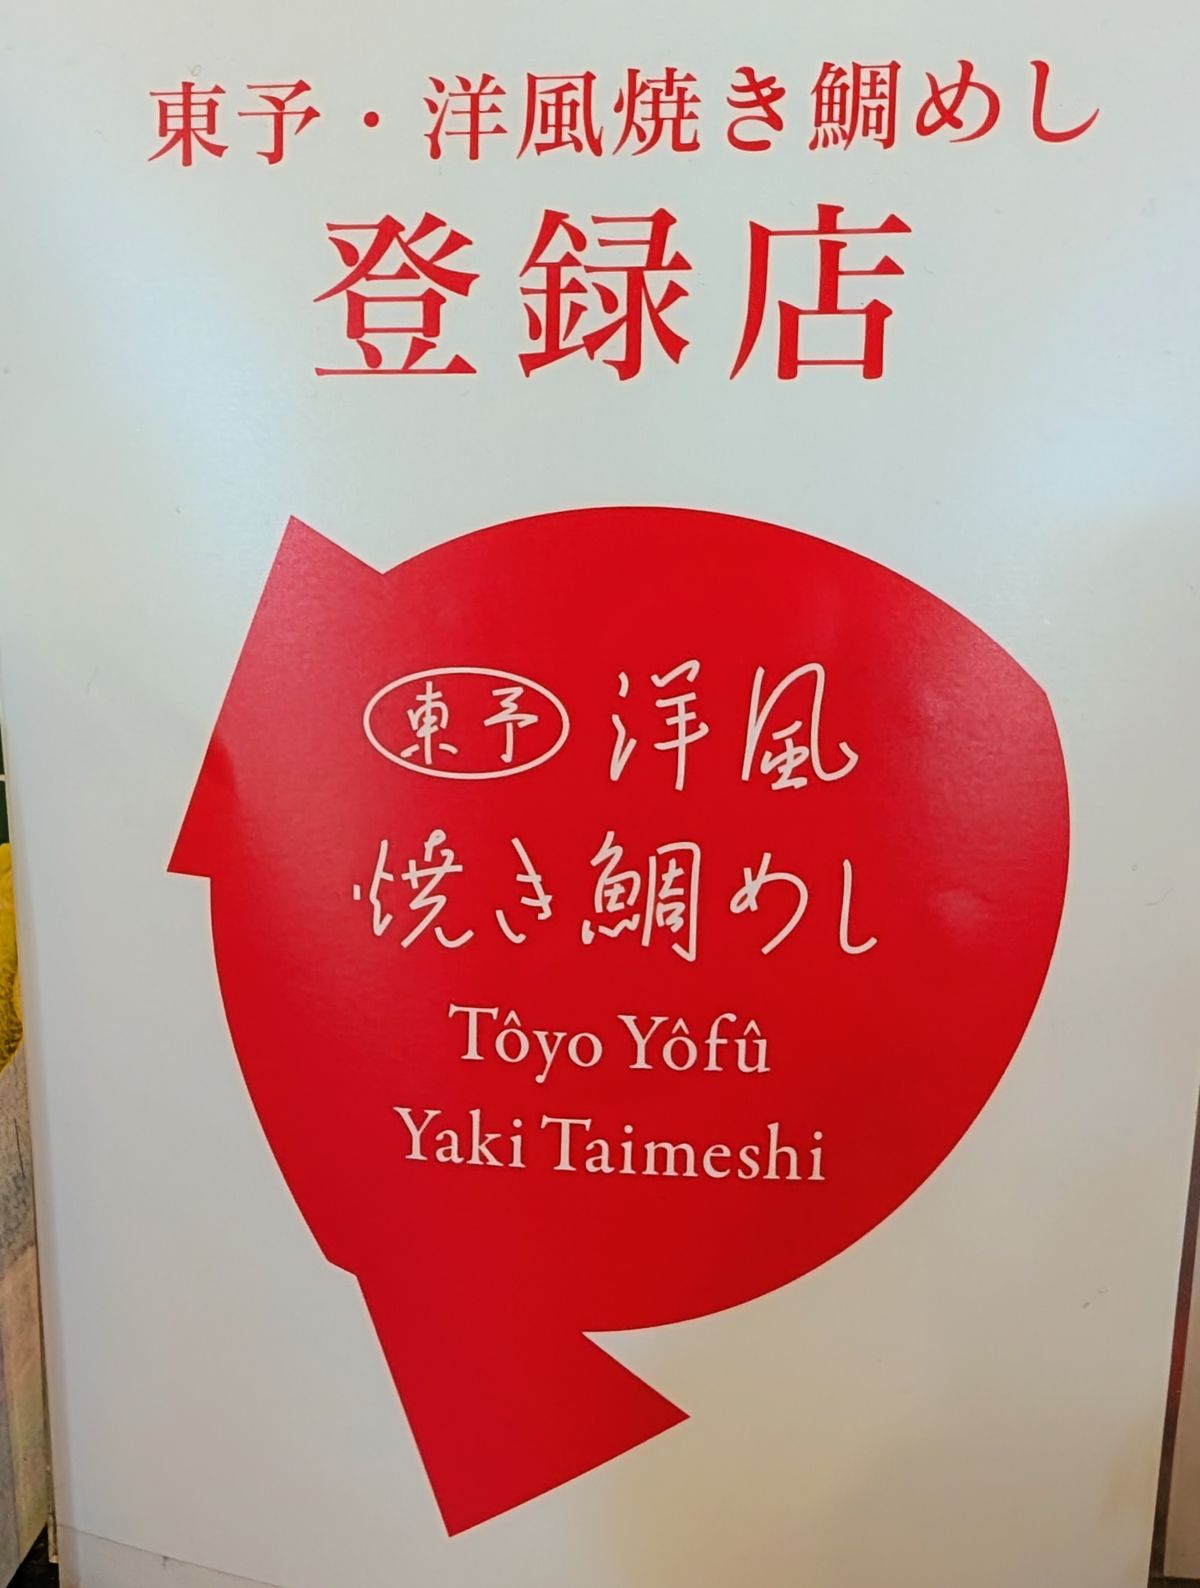 東予・洋風焼き鯛めし
登録店
東予 洋風
焼き鯛めし
Tôyo Yôfû
Yaki Taimeshi